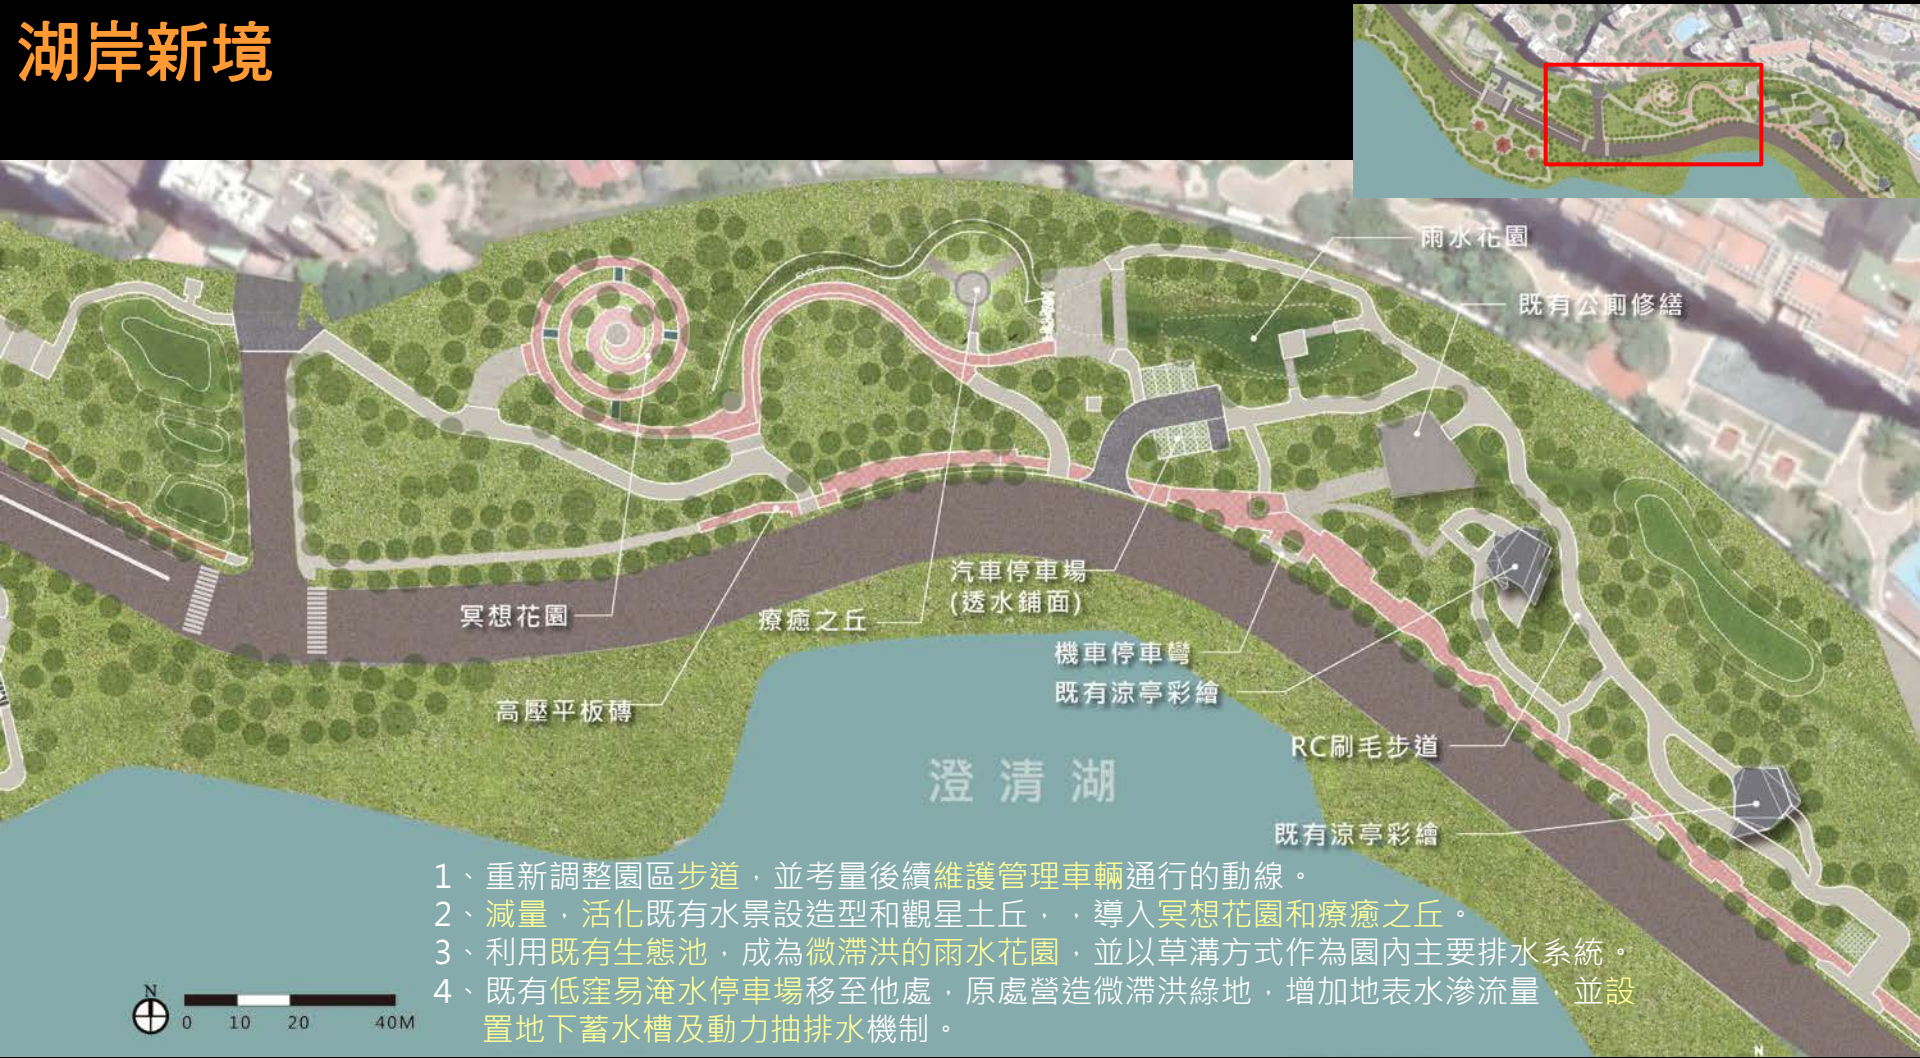 湖岸新境
雨水花園
既有公廁修繕
汽車停車場
(透水鋪面)
冥想花園
療癒之丘
機車停車彎
既有涼亭彩繪
高壓平板磚
RC刷毛步道
澄清湖
既有涼亭彩繪
1、重新調整園區步道，並考量後續維護管理車輛通行的動線。
2、減量，活化既有水景設造型和觀星土丘，，導入冥想花園和療癒之丘。
3、利用既有生態池，成為微滯洪的雨水花園，並以草溝方式作為園內主要排水系統。
4、既有低窪易淹水停車場移至他處，原處營造微滯洪綠地，增加地表水滲流量，並設
置地下蓄水槽及動力抽排水機制。
N
0 10 20 40M
N